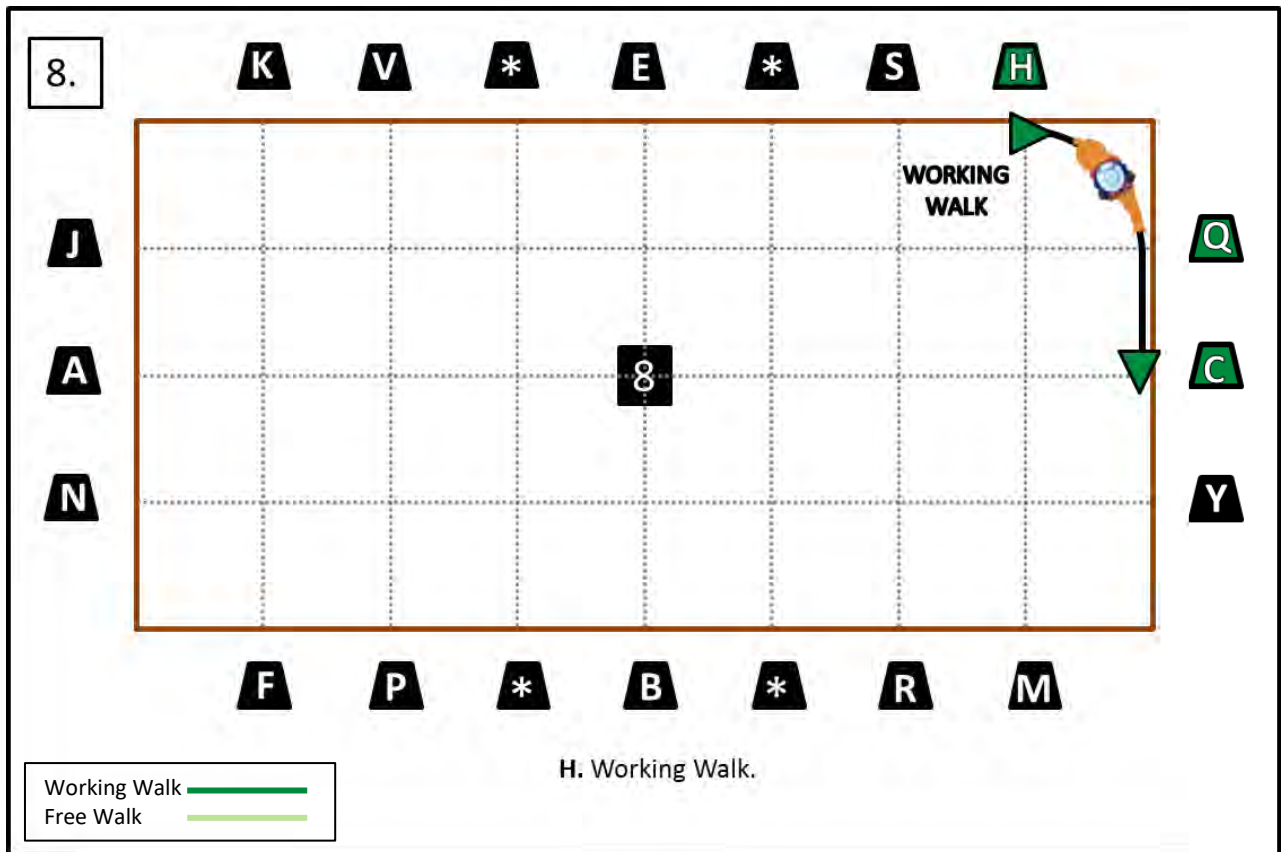 8.
K V * E * S H
WORKING
WALK
J
Q
8
A
C
N
Y
F P * B * R M
H. Working Walk.
Working Walk
Free Walk